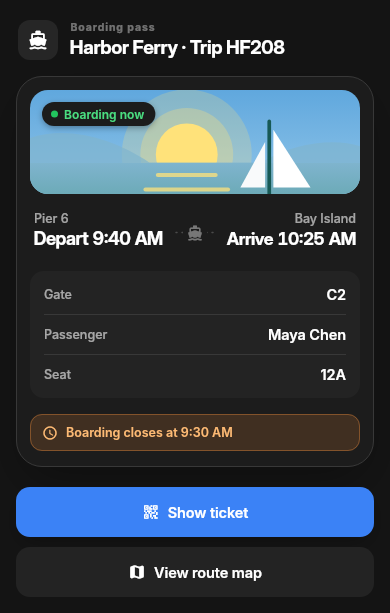 Boarding pass
Harbor Ferry · Trip HF208
Boarding now
Pier 6
Depart 9:40 AM
Bay Island
Arrive 10:25 AM
Gate C2
Passenger Maya Chen
Seat 12A
Boarding closes at 9:30 AM
Show ticket
View route map